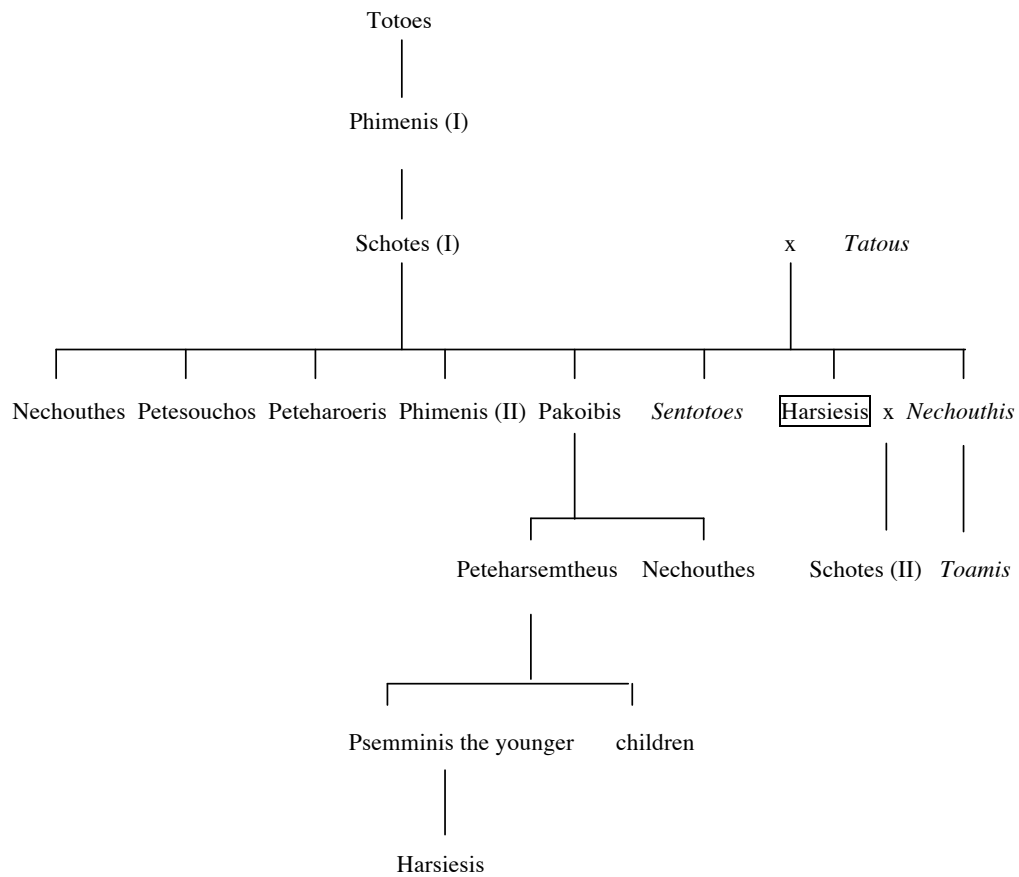 Totoes
Phimenis (I)
Schotes (I) x Tatous
Nechouthes Petesouchos Peteharoeris Phimenis (II) Pakoibis Sentotoes Harsiesis x Nechouthis
Peteharsemtheus Nechouthes Schotes (II) Toamis
Psemminis the younger children
Harsiesis